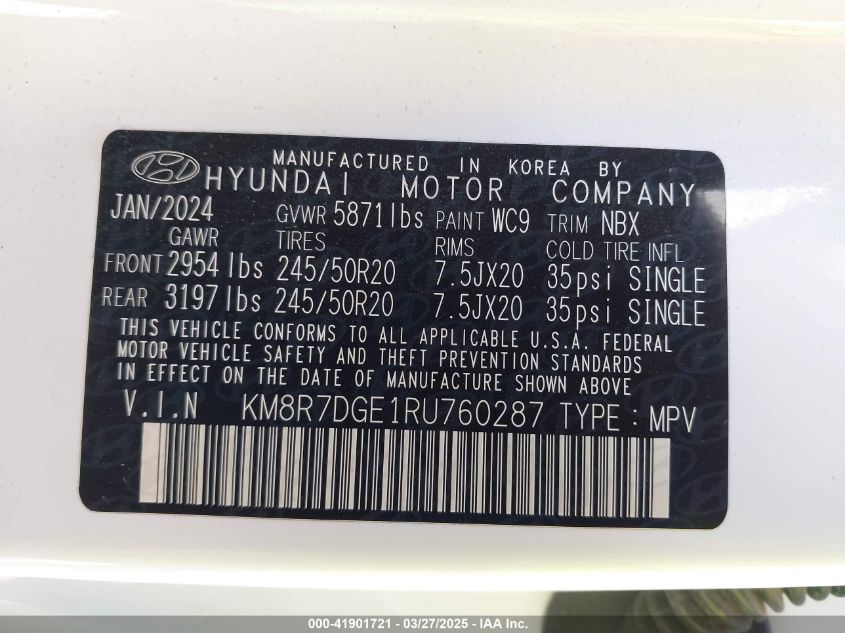 MANUFACTURED IN KOREA BY
HYUNDAI MOTOR COMPANY
JAN/2024 GVWR 5871lbs PAINT WC9 TRIM NBX
GAWR TIRES RIMS COLD TIRE INFL
FRONT 2954lbs 245/50R20 7.5JX20 35psi SINGLE
REAR 3197lbs 245/50R20 7.5JX20 35psi SINGLE
THIS VEHICLE CONFORMS TO ALL APPLICABLE U.S.A. FEDERAL
MOTOR VEHICLE SAFETY AND THEFT PREVENTION STANDARDS
IN EFFECT ON THE DATE OF MANUFACTURE SHOWN ABOVE
V.I.N KM8R7DGE1RU760287 TYPE : MPV
000-41901721 - 03/27/2025 - IAAI.COM